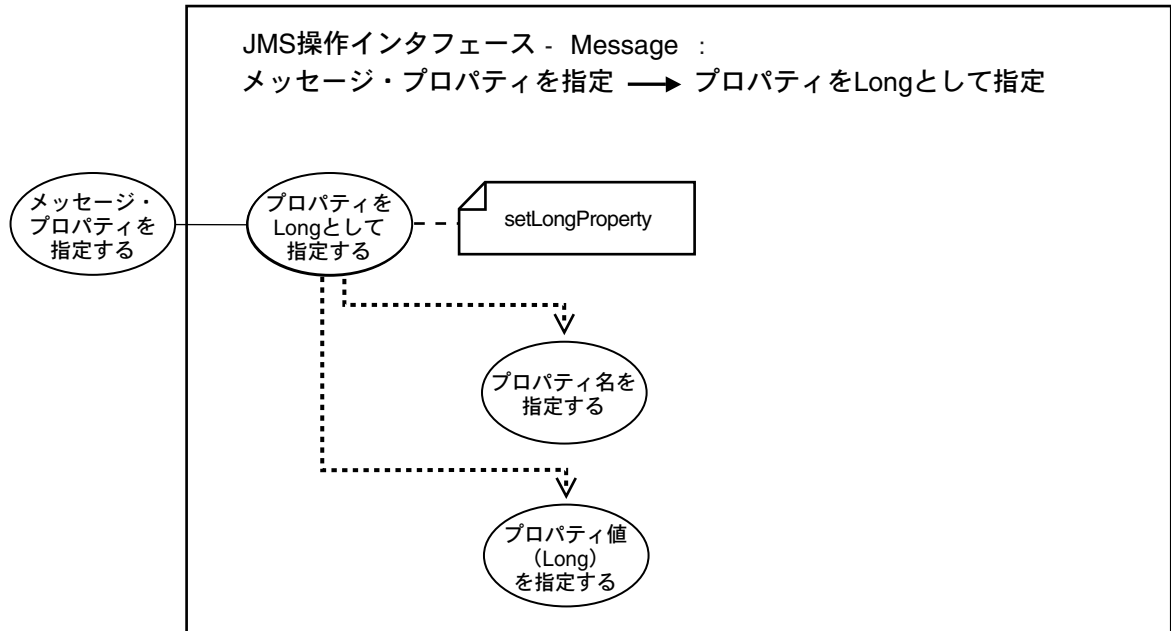 JMS操作インタフェース - Message :
メッセージ・プロパティを指定 → プロパティをLongとして指定
メッセージ・
プロパティを
指定する
プロパティを
Longとして
指定する
setLongProperty
プロパティ名を
指定する
プロパティ値
（Long）
を指定する